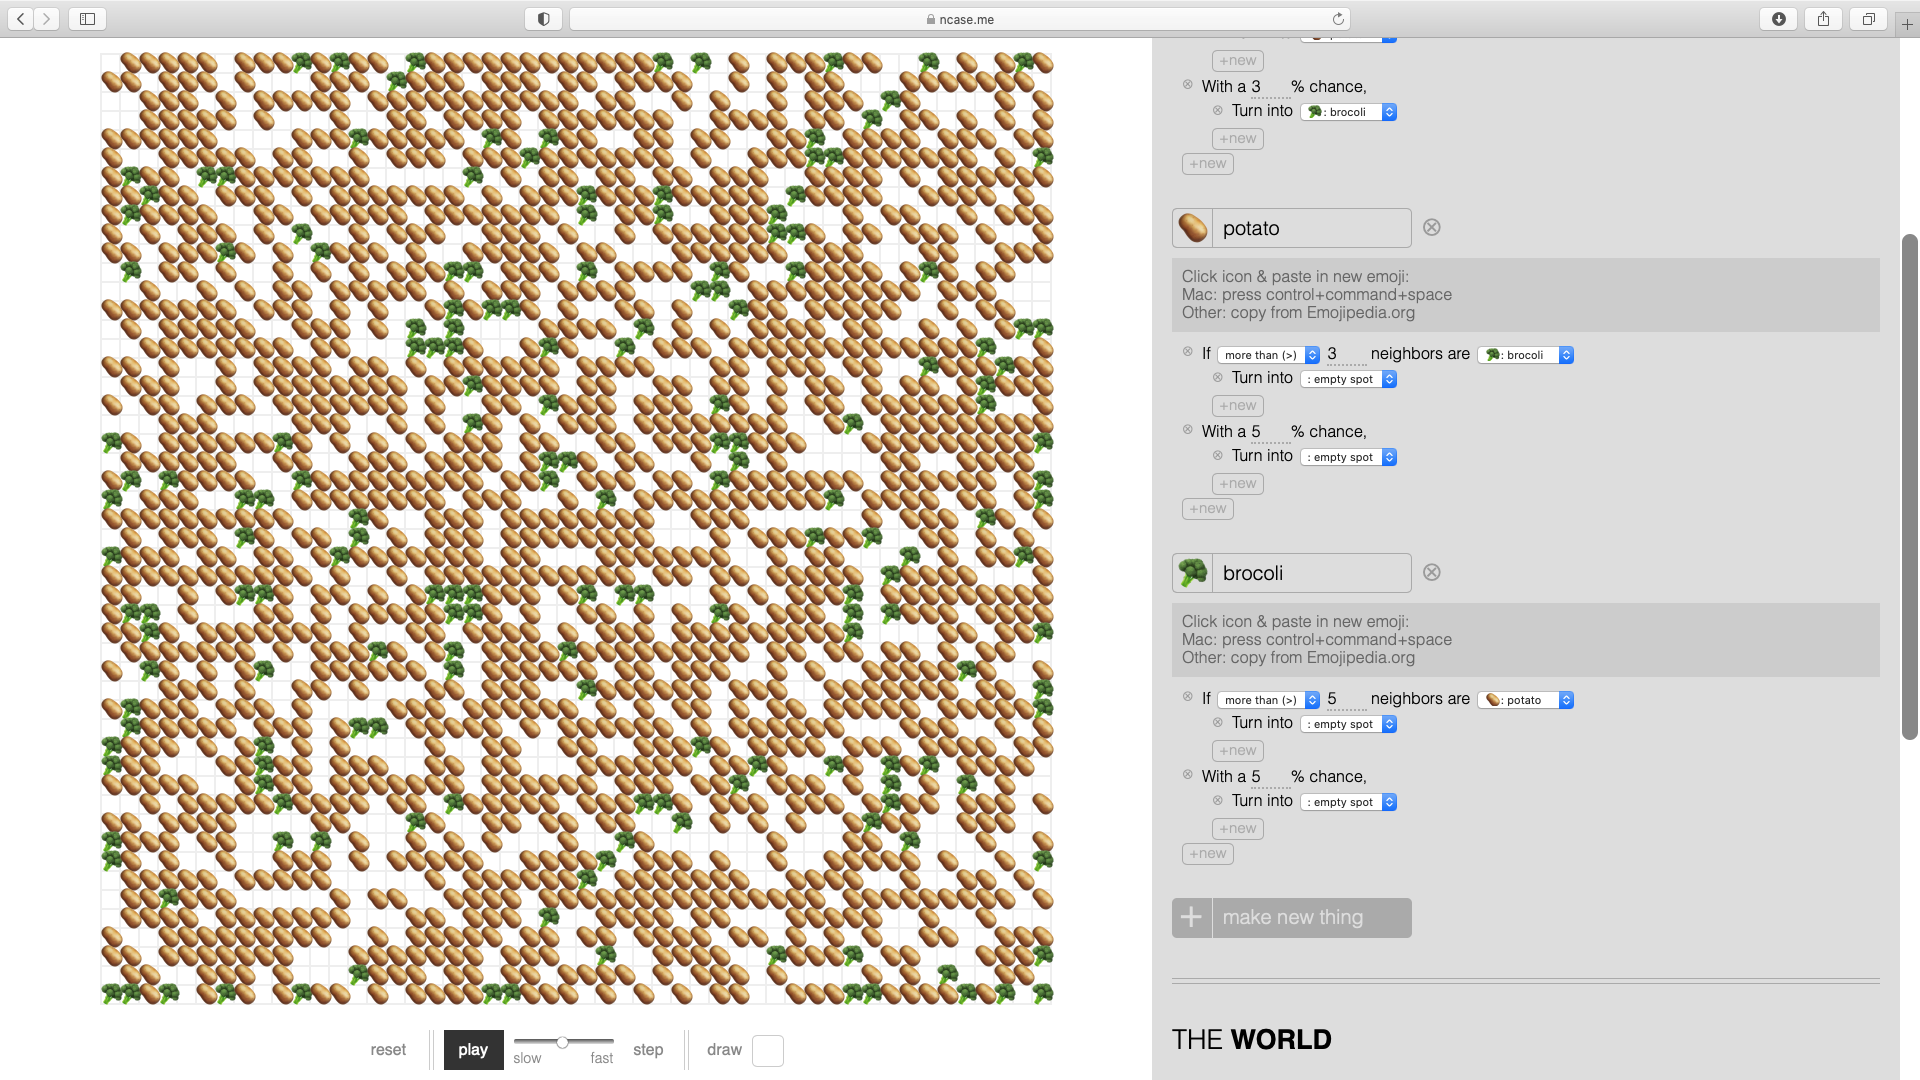 ncase.me
+new
With a 3 % chance,
Turn into : brocoli
+new
+new
potato
Click icon & paste in new emoji:
Mac: press control+command+space
Other: copy from Emojipedia.org
If more than (>) 3 neighbors are : brocoli
Turn into : empty spot
+new
With a 5 % chance,
Turn into : empty spot
+new
+new
brocoli
Click icon & paste in new emoji:
Mac: press control+command+space
Other: copy from Emojipedia.org
If more than (>) 5 neighbors are : potato
Turn into : empty spot
+new
With a 5 % chance,
Turn into : empty spot
+new
+new
+ make new thing
THE WORLD
reset play slow fast step draw